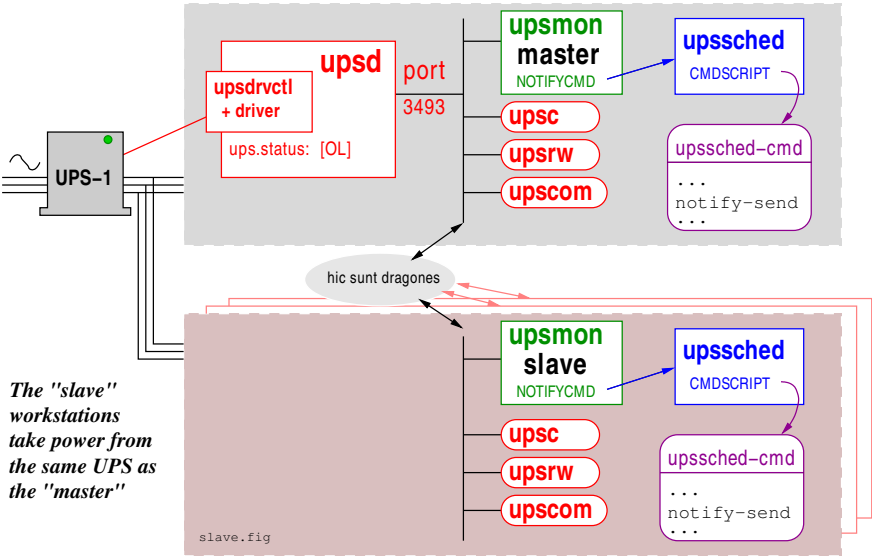 upsmon
master
NOTIFYCMD
upssched
CMDSCRIPT
upsd
port
3493
upsdrvctl
+ driver
ups.status: [OL]
upsc
upsrw
upscom
upssched-cmd
...
notify-send
...
UPS-1
hic sunt dragones
upsmon
slave
NOTIFYCMD
upssched
CMDSCRIPT
upsc
upsrw
upscom
upssched-cmd
...
notify-send
...
The "slave"
workstations
take power from
the same UPS as
the "master"
slave.fig